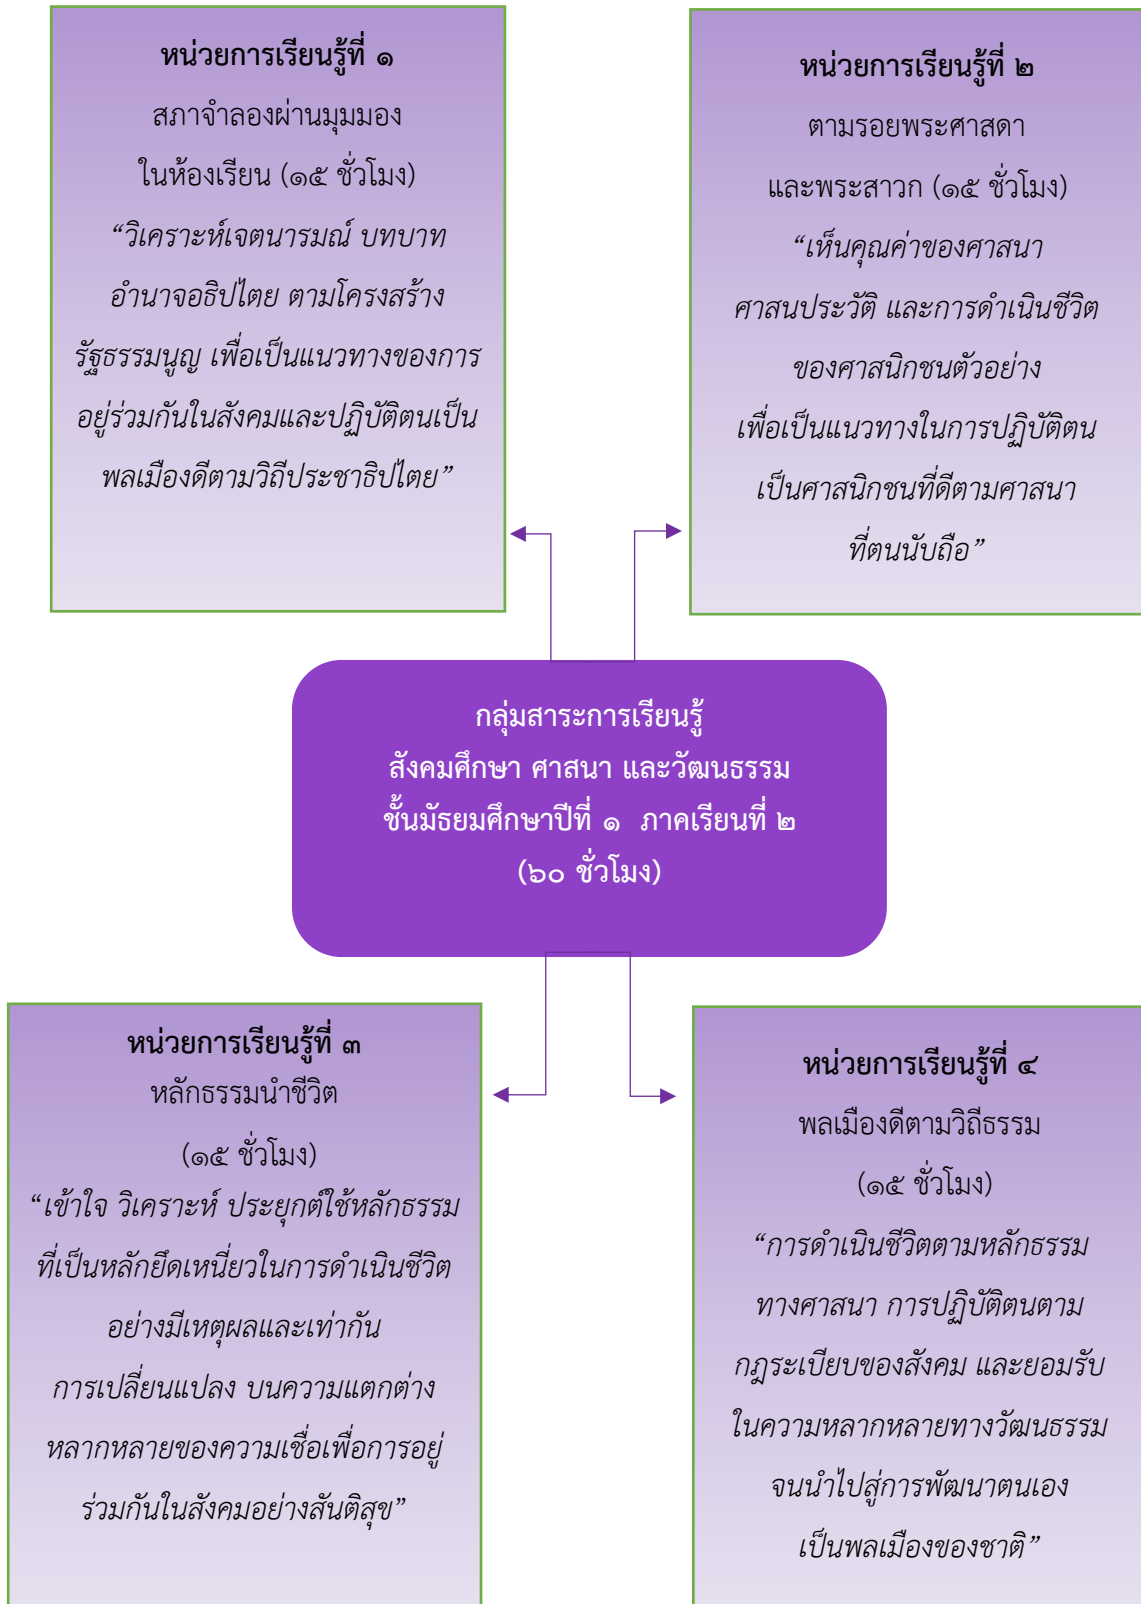 หน่วยการเรียนรู้ที่ ๑
สภาจำลองผ่านมุมมอง
ในห้องเรียน (๑๕ ชั่วโมง)
“วิเคราะห์เจตนารมณ์ บทบาท
อำนาจอธิปไตย ตามโครงสร้าง
รัฐธรรมนูญ เพื่อเป็นแนวทางของการ
อยู่ร่วมกันในสังคมและปฏิบัติตนเป็น
พลเมืองดีตามวิถีประชาธิปไตย”
หน่วยการเรียนรู้ที่ ๒
ตามรอยพระศาสดา
และพระสาวก (๑๕ ชั่วโมง)
“เห็นคุณค่าของศาสนา
ศาสนประวัติ และการดำเนินชีวิต
ของศาสนิกชนตัวอย่าง
เพื่อเป็นแนวทางในการปฏิบัติตน
เป็นศาสนิกชนที่ดีตามศาสนา
ที่ตนนับถือ”
กลุ่มสาระการเรียนรู้
สังคมศึกษา ศาสนา และวัฒนธรรม
ชั้นมัธยมศึกษาปีที่ ๑ ภาคเรียนที่ ๒
(๖๐ ชั่วโมง)
หน่วยการเรียนรู้ที่ ๓
หลักธรรมนำชีวิต
(๑๕ ชั่วโมง)
“เข้าใจ วิเคราะห์ ประยุกต์ใช้หลักธรรม
ที่เป็นหลักยึดเหนี่ยวในการดำเนินชีวิต
อย่างมีเหตุผลและเท่ากัน
การเปลี่ยนแปลง บนความแตกต่าง
หลากหลายของความเชื่อเพื่อการอยู่
ร่วมกันในสังคมอย่างสันติสุข”
หน่วยการเรียนรู้ที่ ๔
พลเมืองดีตามวิถีธรรม
(๑๕ ชั่วโมง)
“การดำเนินชีวิตตามหลักธรรม
ทางศาสนา การปฏิบัติตนตาม
กฎระเบียบของสังคม และยอมรับ
ในความหลากหลายทางวัฒนธรรม
จนนำไปสู่การพัฒนาตนเอง
เป็นพลเมืองของชาติ”